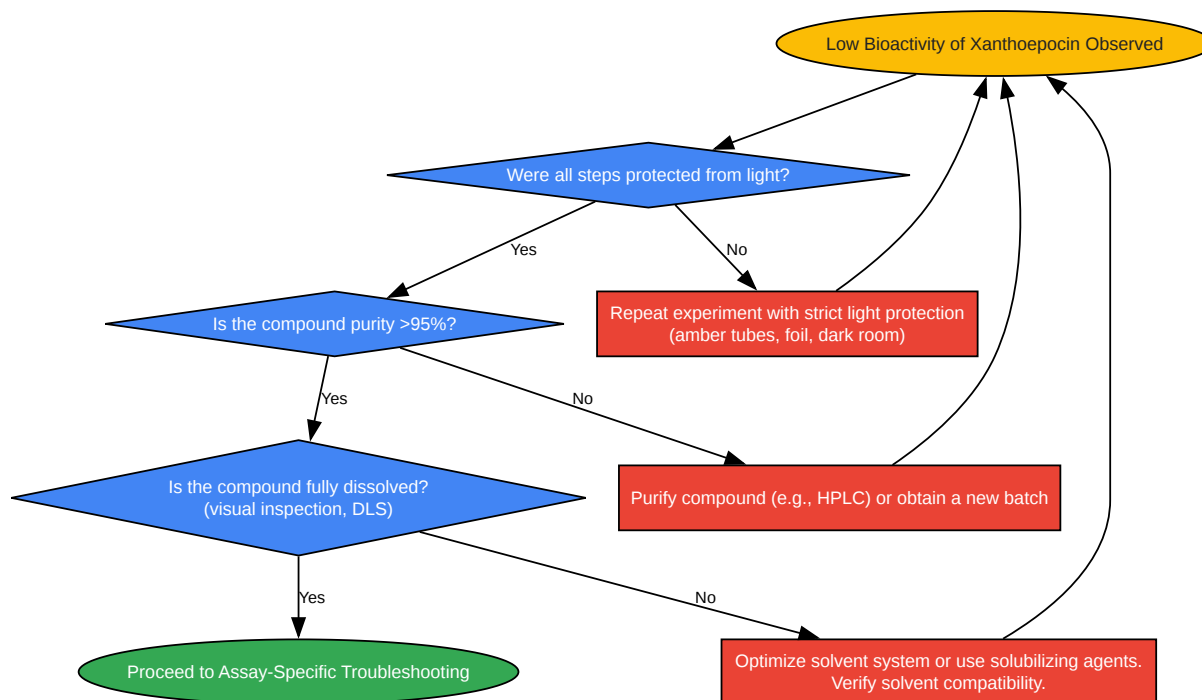 Low Bioactivity of Xanthoepocin Observed
Were all steps protected from light?
Yes
No
Is the compound purity >95%?
Repeat experiment with strict light protection
(amber tubes, foil, dark room)
Yes
No
Is the compound fully dissolved?
(visual inspection, DLS)
Purify compound (e.g., HPLC) or obtain a new batch
Yes
No
Proceed to Assay-Specific Troubleshooting
Optimize solvent system or use solubilizing agents.
Verify solvent compatibility.